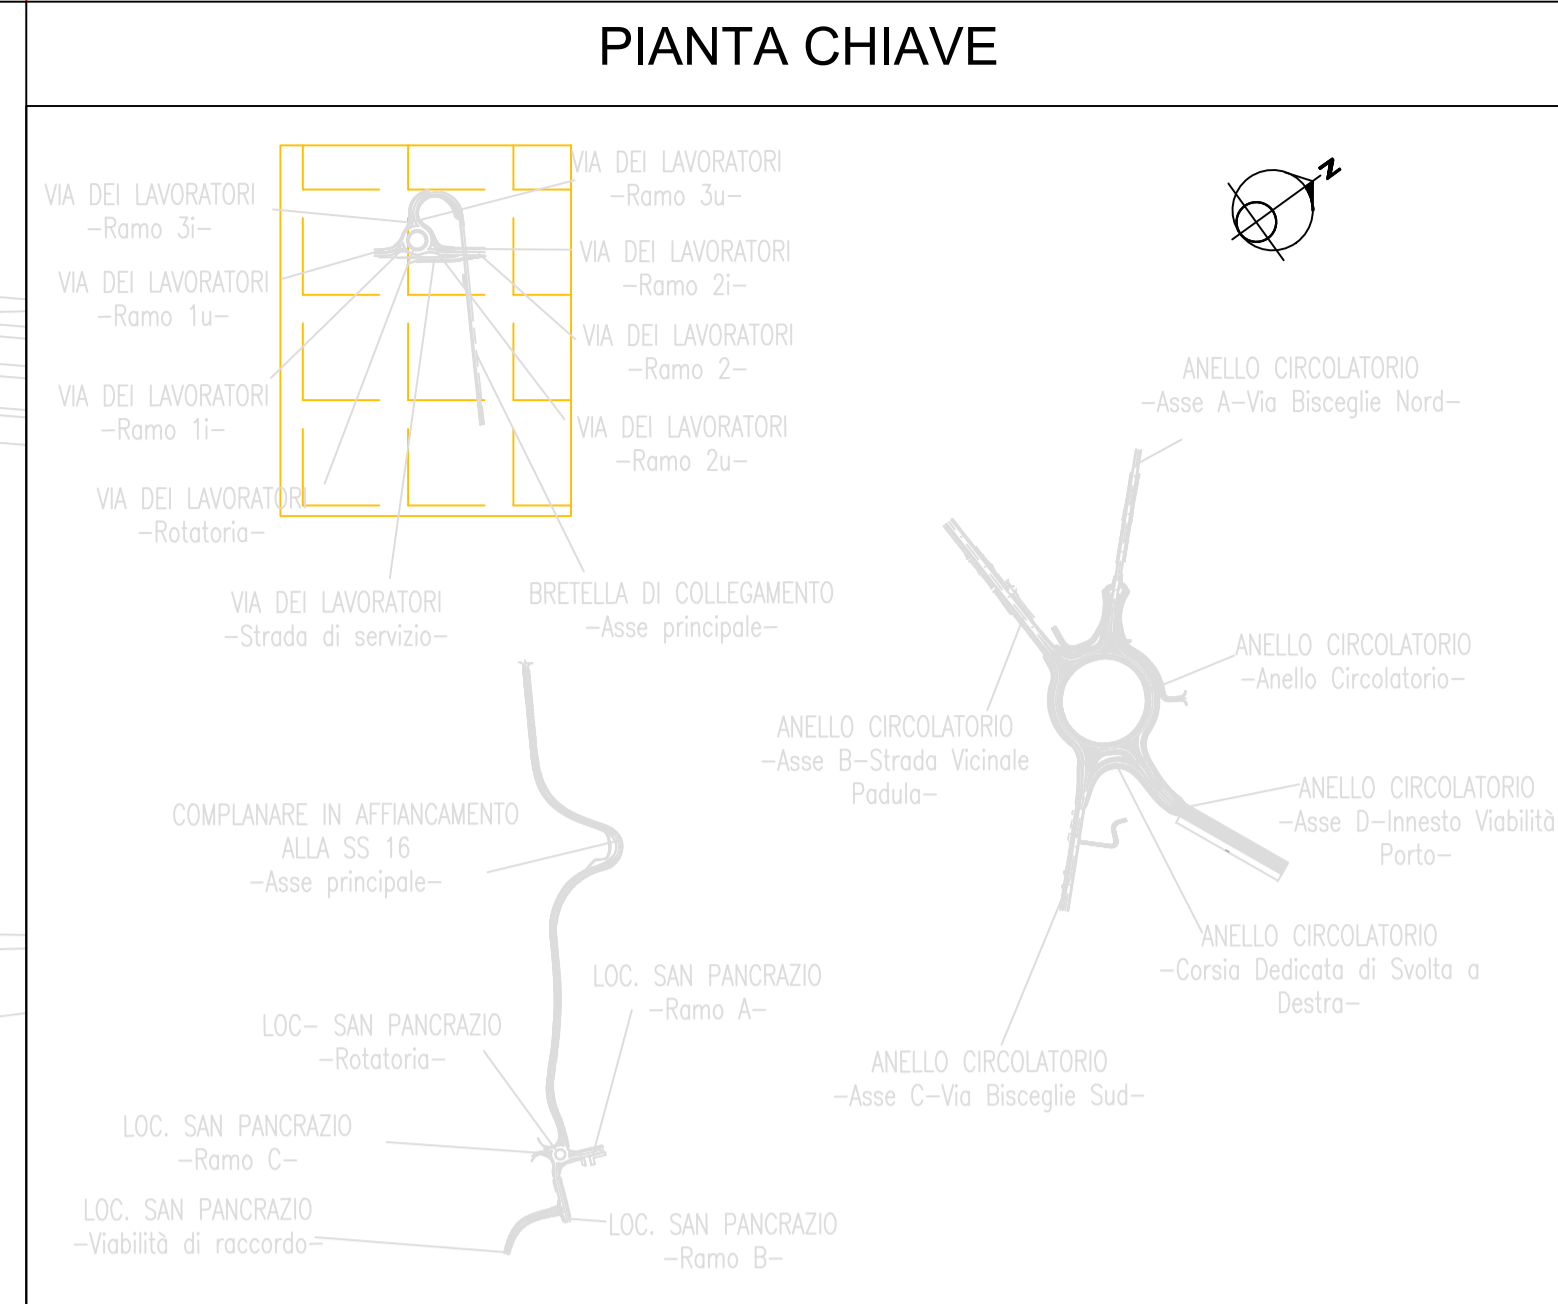 PIANTA CHIAVE
VIA DEI LAVORATORI
-Ramo 3u-
VIA DEI LAVORATORI
-Ramo 3i-
N
VIA DEI LAVORATORI
-Ramo 2i-
VIA DEI LAVORATORI
-Ramo 1u-
VIA DEI LAVORATORI
-Ramo 2-
ANELLO CIRCOLATORIO
-Asse A-Via Bisceglie Nord-
VIA DEI LAVORATORI
-Ramo 1i-
VIA DEI LAVORATORI
-Ramo 2u-
VIA DEI LAVORATORI
-Rotatoria-
VIA DEI LAVORATORI
-Strada di servizio-
BRETELLA DI COLLEGAMENTO
-Asse principale-
ANELLO CIRCOLATORIO
-Anello Circolatorio-
ANELLO CIRCOLATORIO
-Asse B-Strada Vicinale
Padula-
COMPLANARE IN AFFIANCAMENTO
ALLA SS 16
-Asse principale-
ANELLO CIRCOLATORIO
-Asse D-Innesto Viabilità
Porto-
ANELLO CIRCOLATORIO
-Corsia Dedicata di Svolta a
Destra-
LOC. SAN PANCRAZIO
-Ramo A-
LOC- SAN PANCRAZIO
-Rotatoria-
ANELLO CIRCOLATORIO
-Asse C-Via Bisceglie Sud-
LOC. SAN PANCRAZIO
-Ramo C-
LOC. SAN PANCRAZIO
-Viabilità di raccordo-
LOC. SAN PANCRAZIO
-Ramo B-